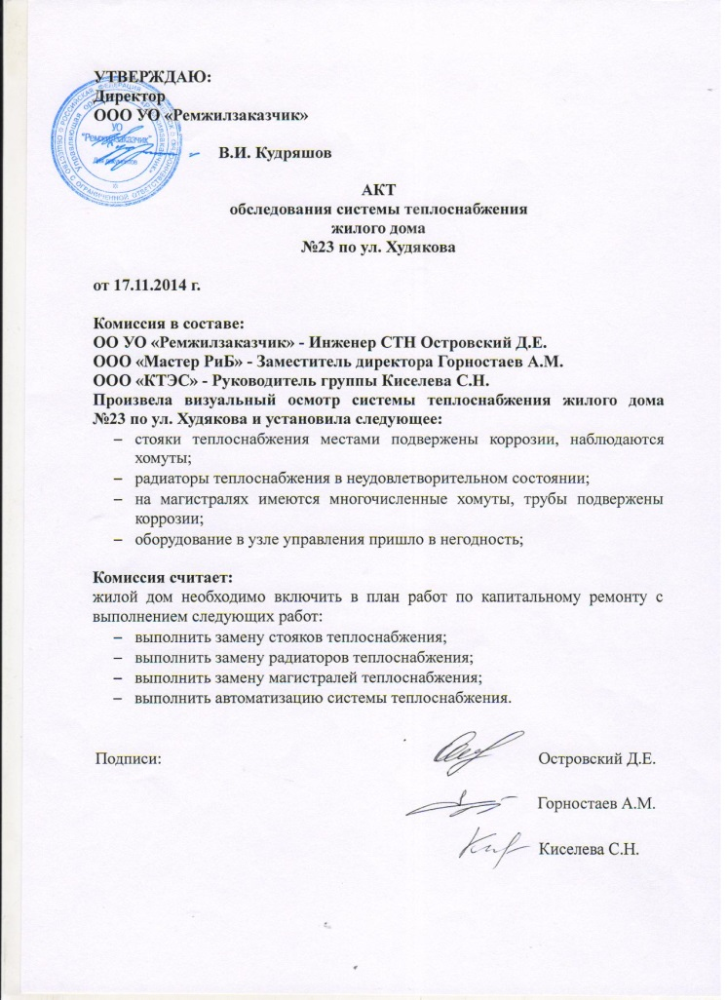 УТВЕРЖДАЮ:
Директор
ООО УО «Ремжилзаказчик»
УО
"Ремжилзаказчик"
В.И. Кудряшов
АКТ
обследования системы теплоснабжения
жилого дома
№23 по ул. Худякова
от 17.11.2014 г.
Комиссия в составе:
ОО УО «Ремжилзаказчик» - Инженер СТН Островский Д.Е.
ООО «Мастер РиБ» - Заместитель директора Горностаев А.М.
ООО «КТЭС» - Руководитель группы Киселева С.Н.
Произвела визуальный осмотр системы теплоснабжения жилого дома
№23 по ул. Худякова и установила следующее:
– стояки теплоснабжения местами подвержены коррозии, наблюдаются
хомуты;
– радиаторы теплоснабжения в неудовлетворительном состоянии;
– на магистралях имеются многочисленные хомуты, трубы подвержены
коррозии;
– оборудование в узле управления пришло в негодность;
Комиссия считает:
жилой дом необходимо включить в план работ по капитальному ремонту с
выполнением следующих работ:
– выполнить замену стояков теплоснабжения;
– выполнить замену радиаторов теплоснабжения;
– выполнить замену магистралей теплоснабжения;
– выполнить автоматизацию системы теплоснабжения.
Подписи:
Островский Д.Е.
Горностаев А.М.
Киселева С.Н.